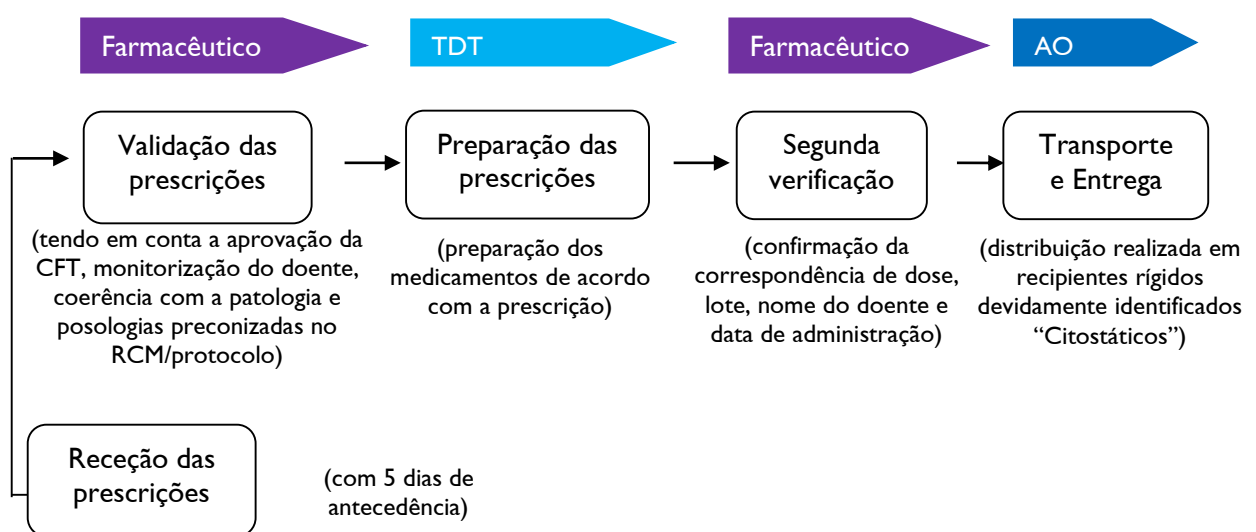 Farmacêutico
TDT
Farmacêutico
AO
Validação das
prescrições
(tendo em conta a aprovação da
CFT, monitorização do doente,
coerência com a patologia e
posologias preconizadas no
RCM/protocolo)
Preparação das
prescrições
(preparação dos
medicamentos de acordo
com a prescrição)
Segunda
verificação
(confirmação da
correspondência de dose,
lote, nome do doente e
data de administração)
Transporte
e Entrega
(distribuição realizada em
recipientes rígidos
devidamente identificados
“Citostáticos”)
Receção das
prescrições
(com 5 dias de
antecedência)